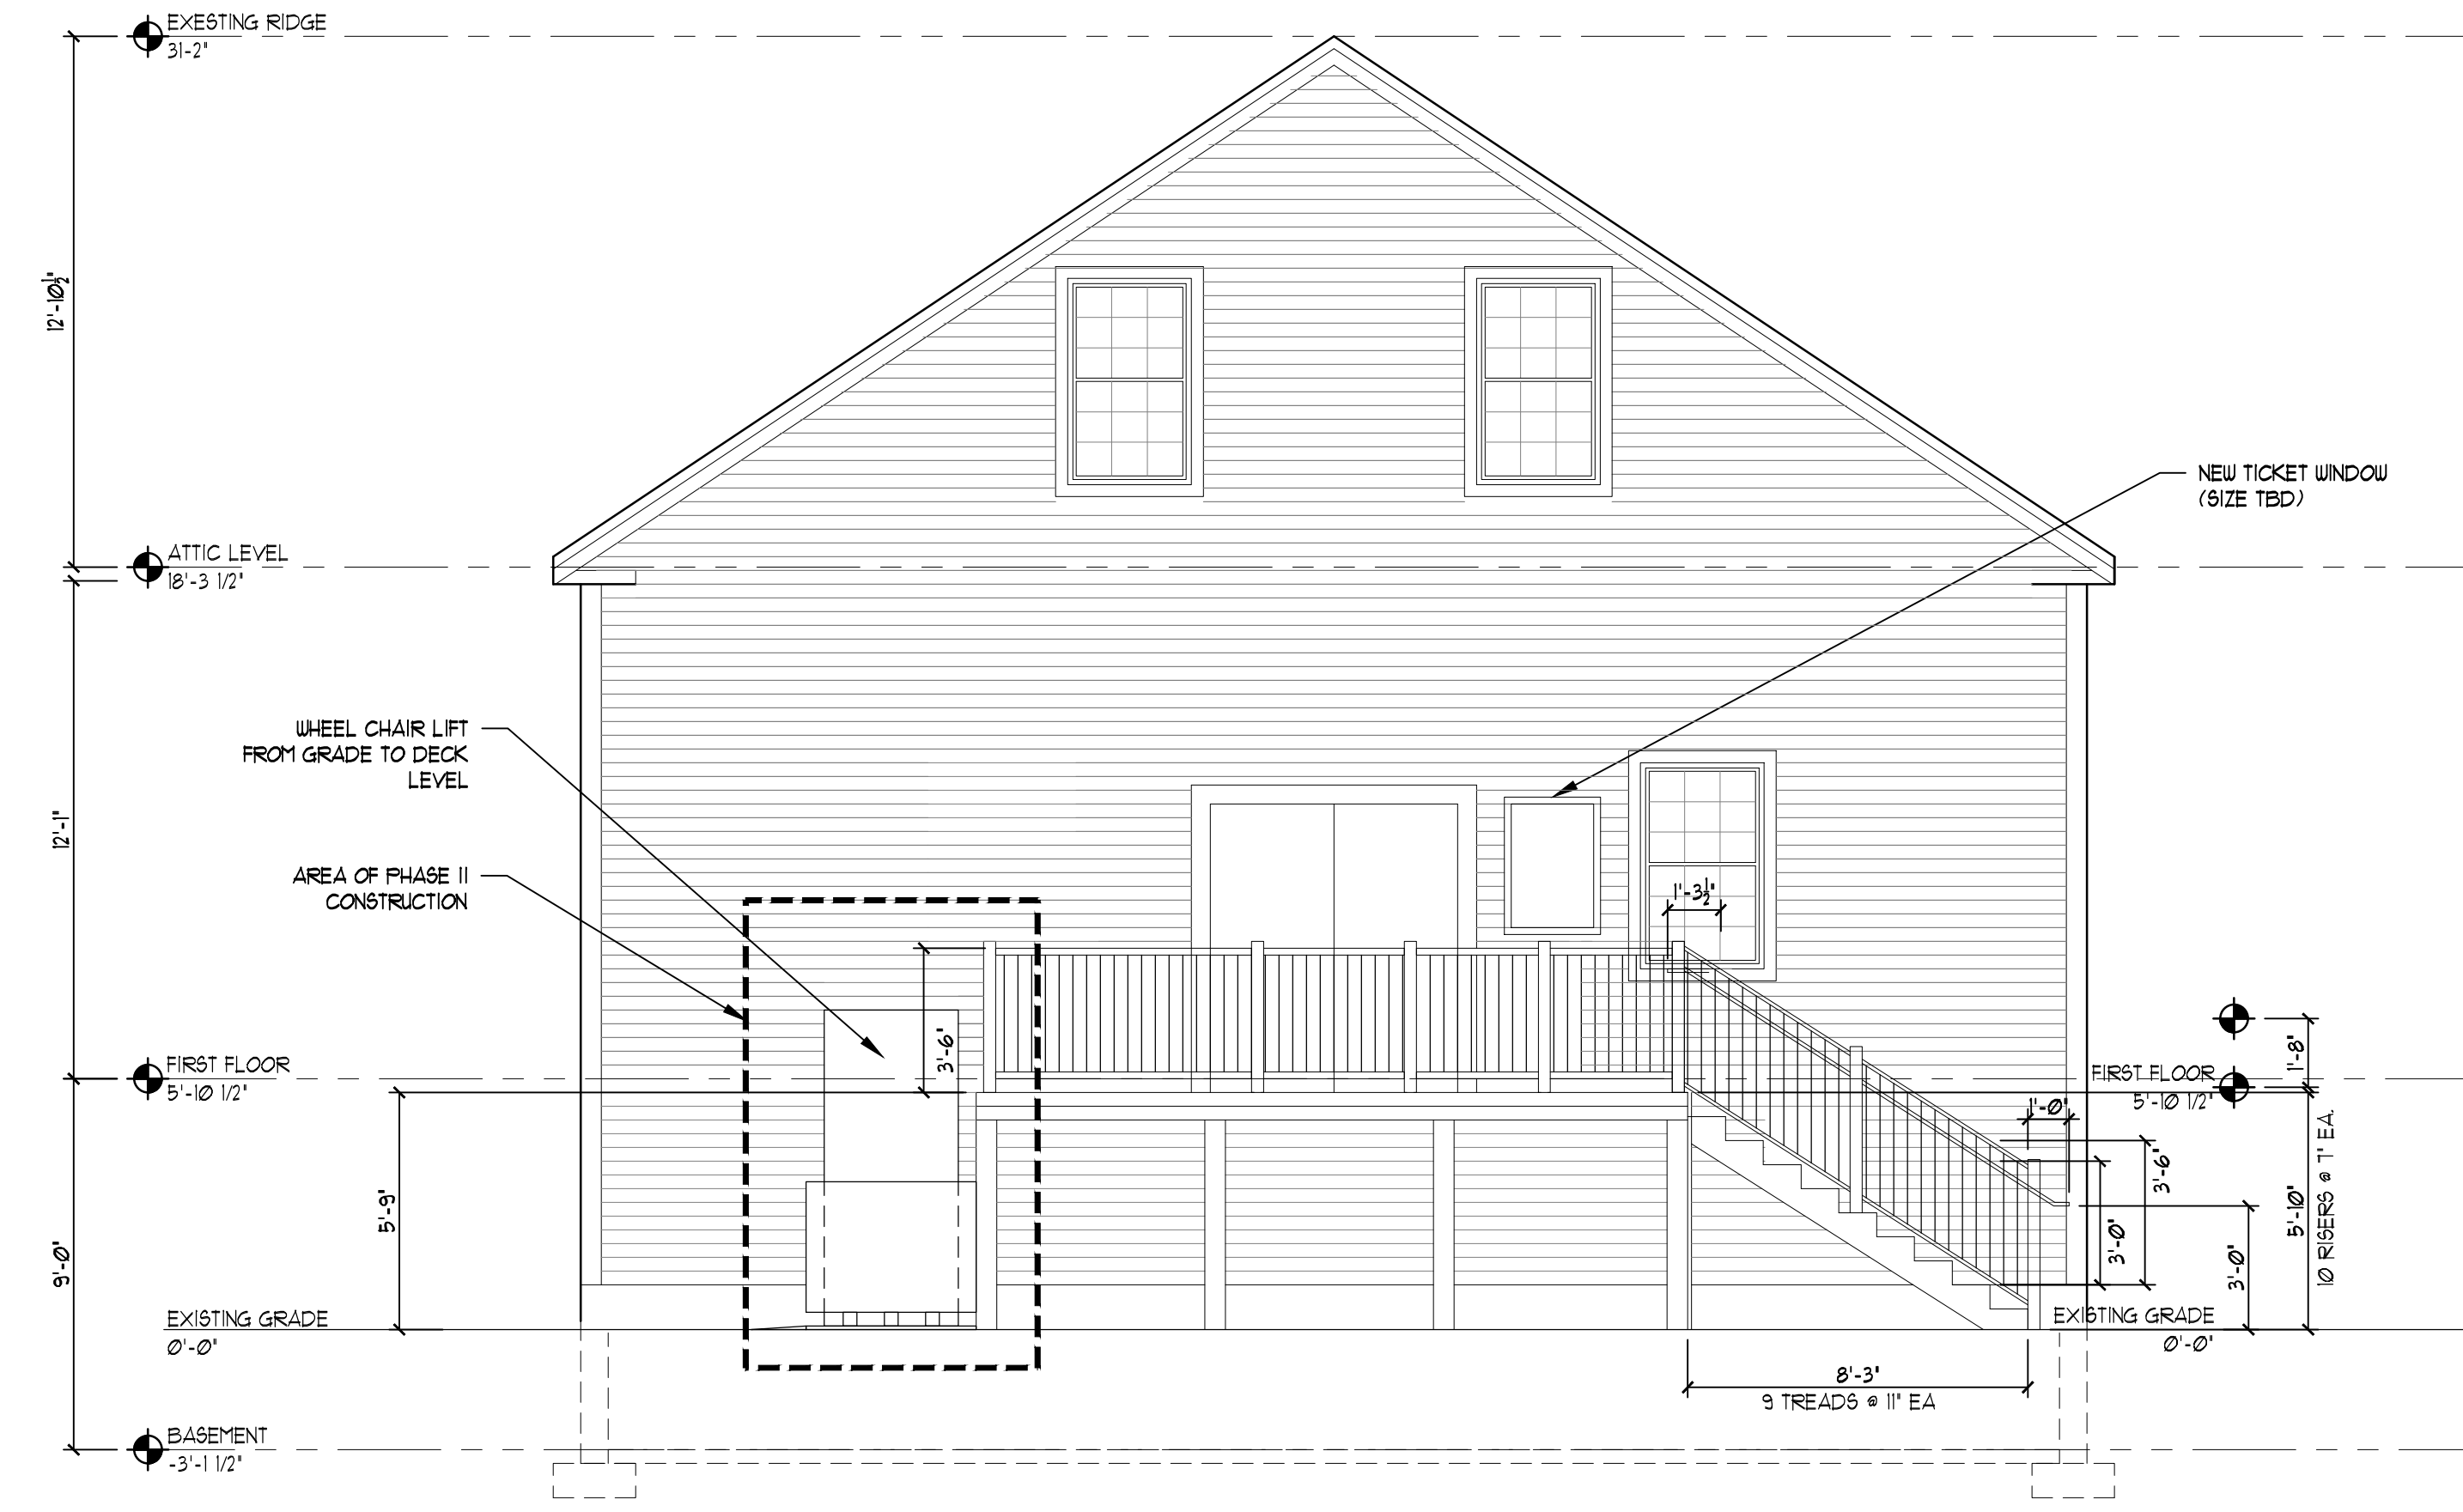 EXESTING RIDGE
31-2"
12'-10½"
ATTIC LEVEL
18'-3 1/2"
NEW TICKET WINDOW
(SIZE TBD)
WHEEL CHAIR LIFT
FROM GRADE TO DECK
LEVEL
12'-1"
AREA OF PHASE II
CONSTRUCTION
1'-3½"
3'-6"
FIRST FLOOR
5'-10 1/2"
1'-8"
FIRST FLOOR
5'-10 1/2"
1'-0"
5'-9"
9'-0"
3'-6"
3'-0"
3'-0"
5'-10"
10 RISERS @ 7" EA.
EXISTING GRADE
0'-0"
EXISTING GRADE
0'-0"
8'-3"
9 TREADS @ 11" EA
BASEMENT
-3'-1 1/2"